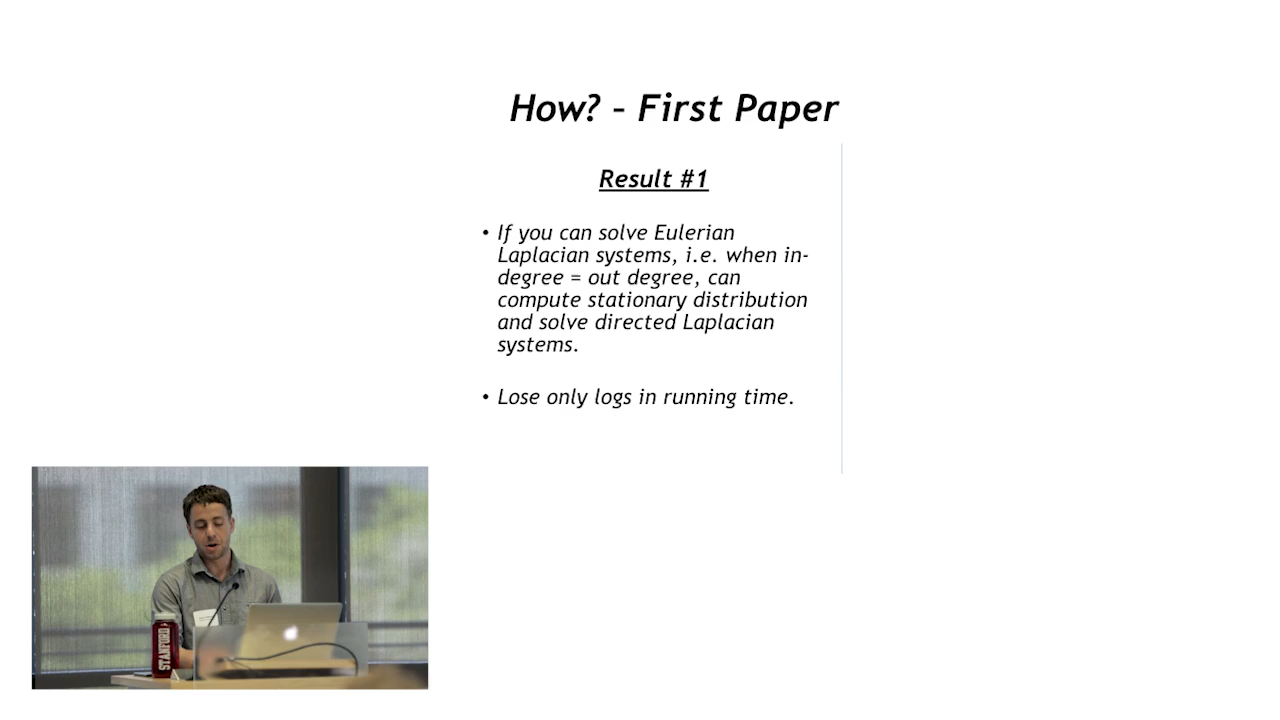 How? – First Paper
Result #1
• If you can solve Eulerian
Laplacian systems, i.e. when in-
degree = out degree, can
compute stationary distribution
and solve directed Laplacian
systems.
• Lose only logs in running time.
STANFORD